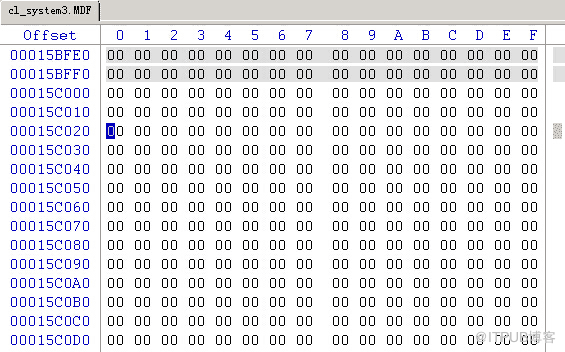 cl_system3.MDF
Offset 0 1 2 3 4 5 6 7 8 9 A B C D E F
00015BFE0 00 00 00 00 00 00 00 00 00 00 00 00 00 00 00 00
00015BFF0 00 00 00 00 00 00 00 00 00 00 00 00 00 00 00 00
00015C000 00 00 00 00 00 00 00 00 00 00 00 00 00 00 00 00
00015C010 00 00 00 00 00 00 00 00 00 00 00 00 00 00 00 00
00015C020 00 00 00 00 00 00 00 00 00 00 00 00 00 00 00 00
00015C030 00 00 00 00 00 00 00 00 00 00 00 00 00 00 00 00
00015C040 00 00 00 00 00 00 00 00 00 00 00 00 00 00 00 00
00015C050 00 00 00 00 00 00 00 00 00 00 00 00 00 00 00 00
00015C060 00 00 00 00 00 00 00 00 00 00 00 00 00 00 00 00
00015C070 00 00 00 00 00 00 00 00 00 00 00 00 00 00 00 00
00015C080 00 00 00 00 00 00 00 00 00 00 00 00 00 00 00 00
00015C090 00 00 00 00 00 00 00 00 00 00 00 00 00 00 00 00
00015C0A0 00 00 00 00 00 00 00 00 00 00 00 00 00 00 00 00
00015C0B0 00 00 00 00 00 00 00 00 00 00 00 00 00 00 00 00
00015C0C0 00 00 00 00 00 00 00 00 00 00 00 00 00 00 00 00
00015C0D0 00 00 00 00 00 00 00 00 00 00 00 00 00 00 00 00
@ITPUB博客